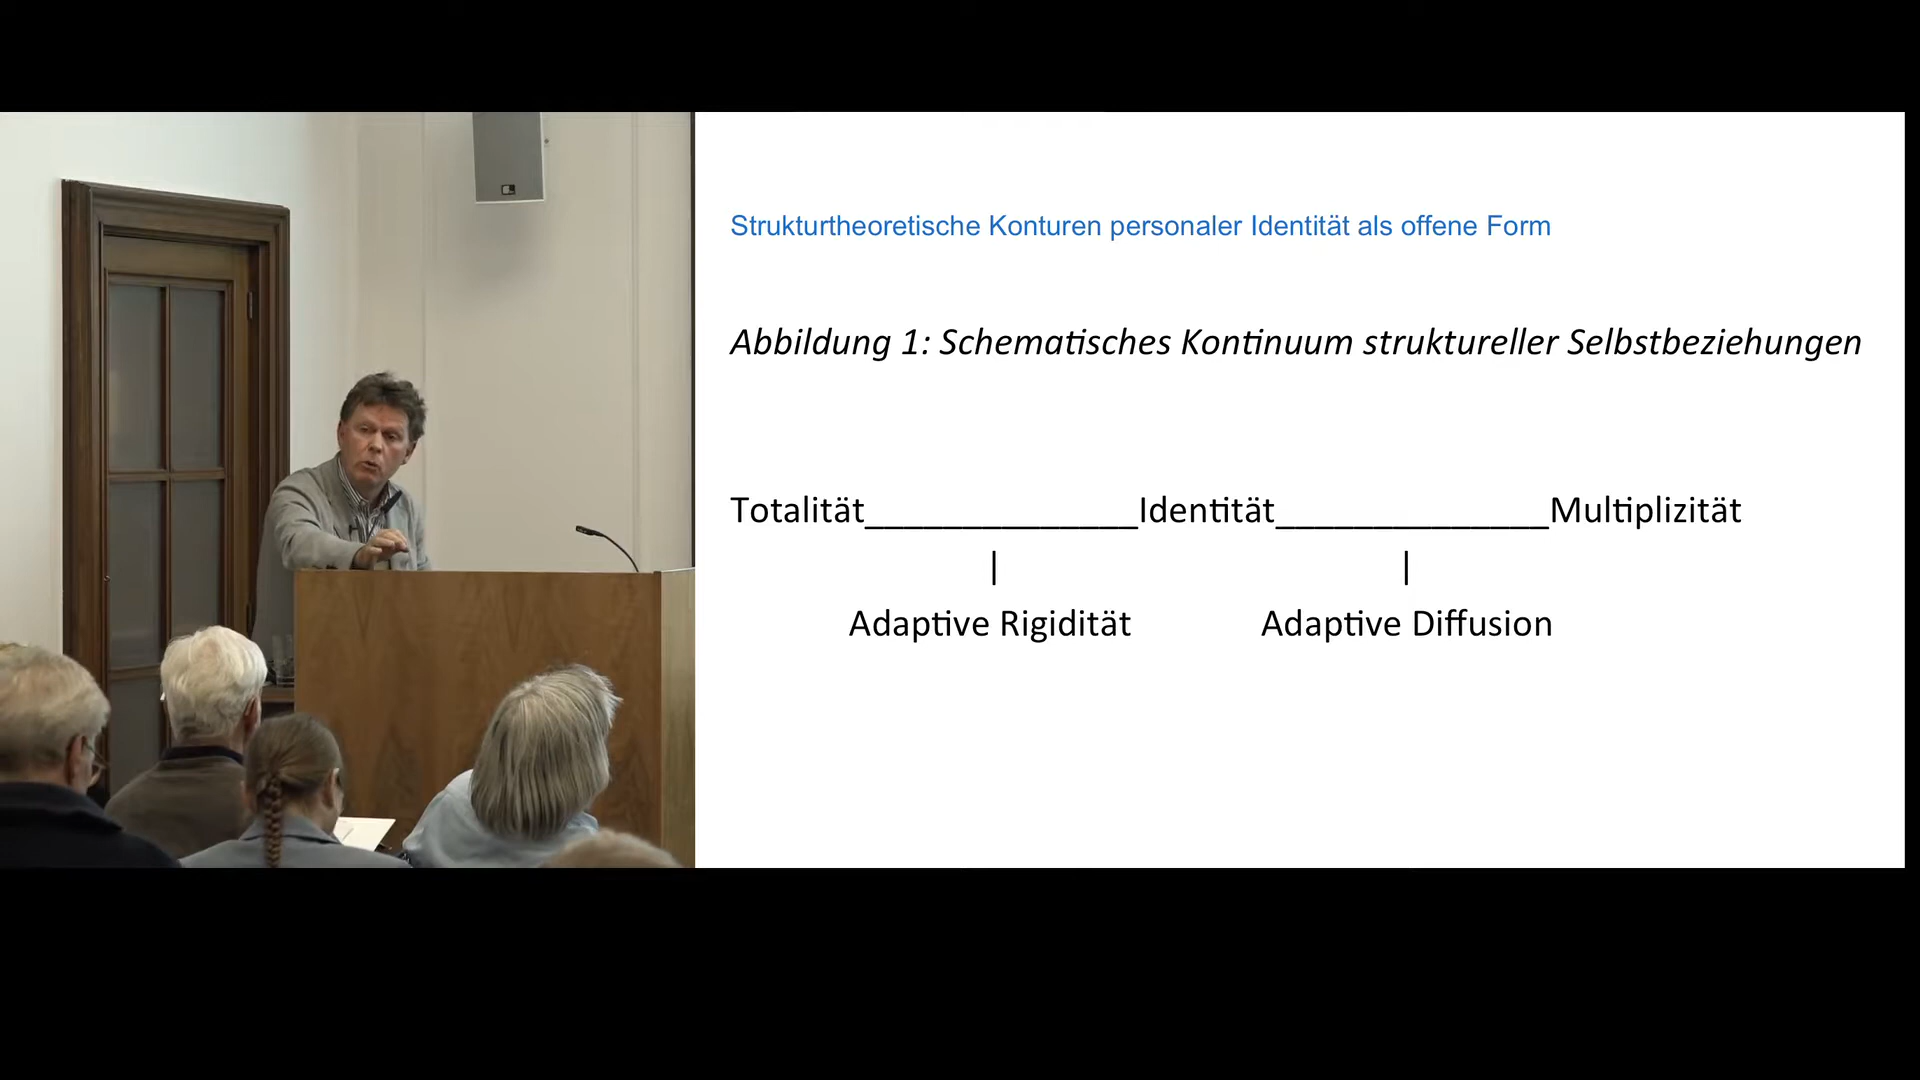 Strukturtheoretische Konturen personaler Identität als offene Form
Abbildung 1: Schematisches Kontinuum struktureller Selbstbeziehungen
Totalität______________Identität______________Multiplizität
| |
Adaptive Rigidität Adaptive Diffusion